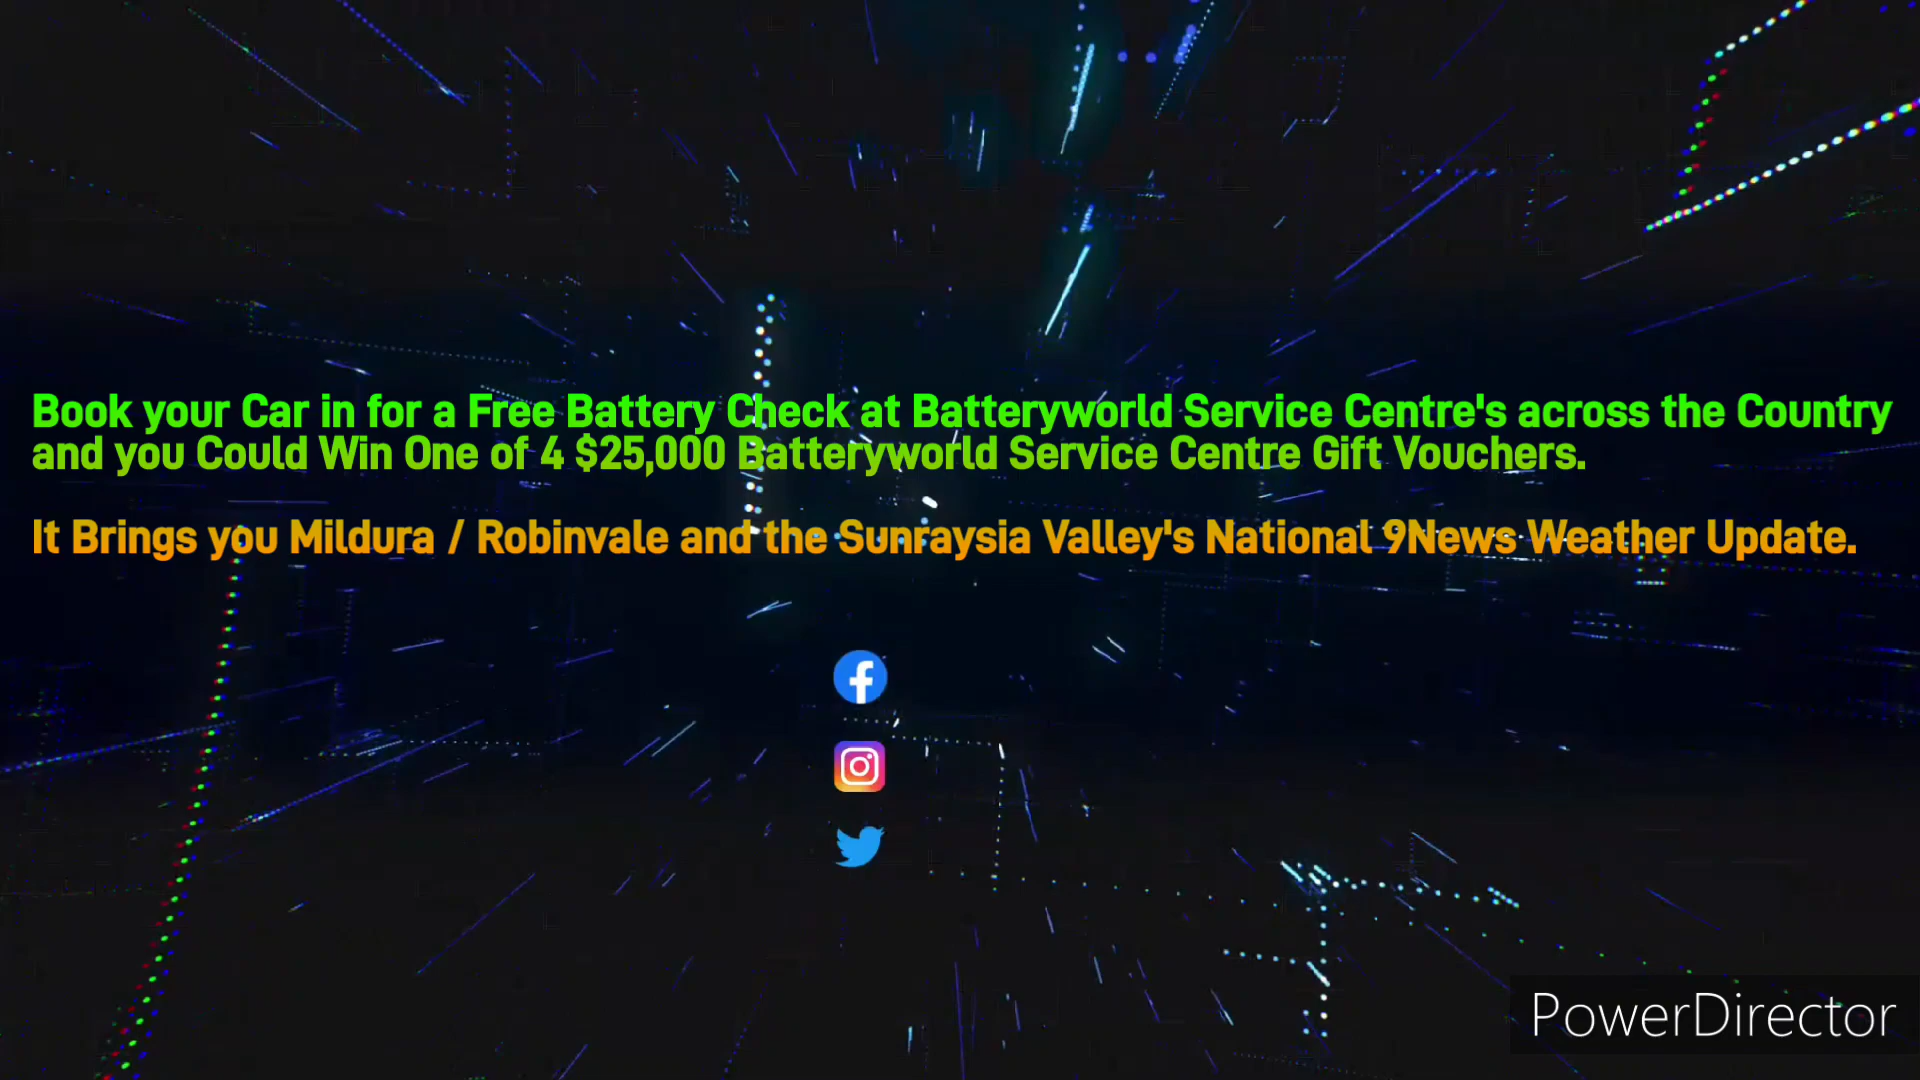 Book your Car in for a Free Battery Check at Batteryworld Service Centre's across the Country
and you Could Win One of 4 $25,000 Batteryworld Service Centre Gift Vouchers.
It Brings you Mildura / Robinvale and the Sunraysia Valley's National 9News Weather Update.
PowerDirector